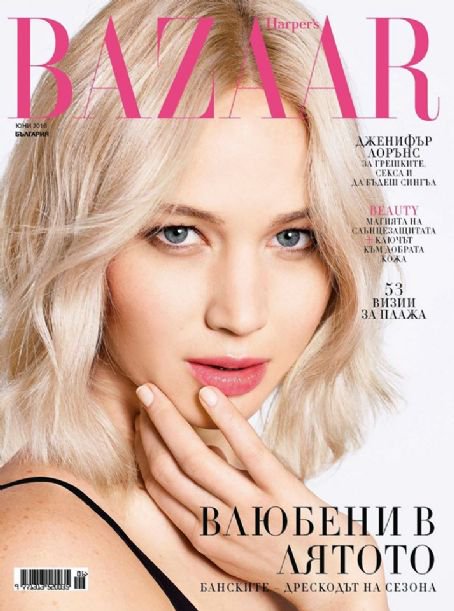 Harper's
BAZAAR
ЮНИ 2016
БЪЛГАРИЯ
ДЖЕНИФЪР
ЛОРЪНС
ЗА ГРЕШКИТЕ,
СЕКСА И
ДА БЪДЕШ СИНГЪЛ
BEAUTY
МАГИЯТА НА
СЛЪНЦЕЗАЩИТАТА
+ КЛЮЧЪТ
КЪМ ДОБРАТА
КОЖА
53
ВИЗИИ
ЗА ПЛАЖА
ВЛЮБЕНИ В
ЛЯТОТО
БАНСКИТЕ – ДРЕСКОДЪТ НА СЕЗОНА